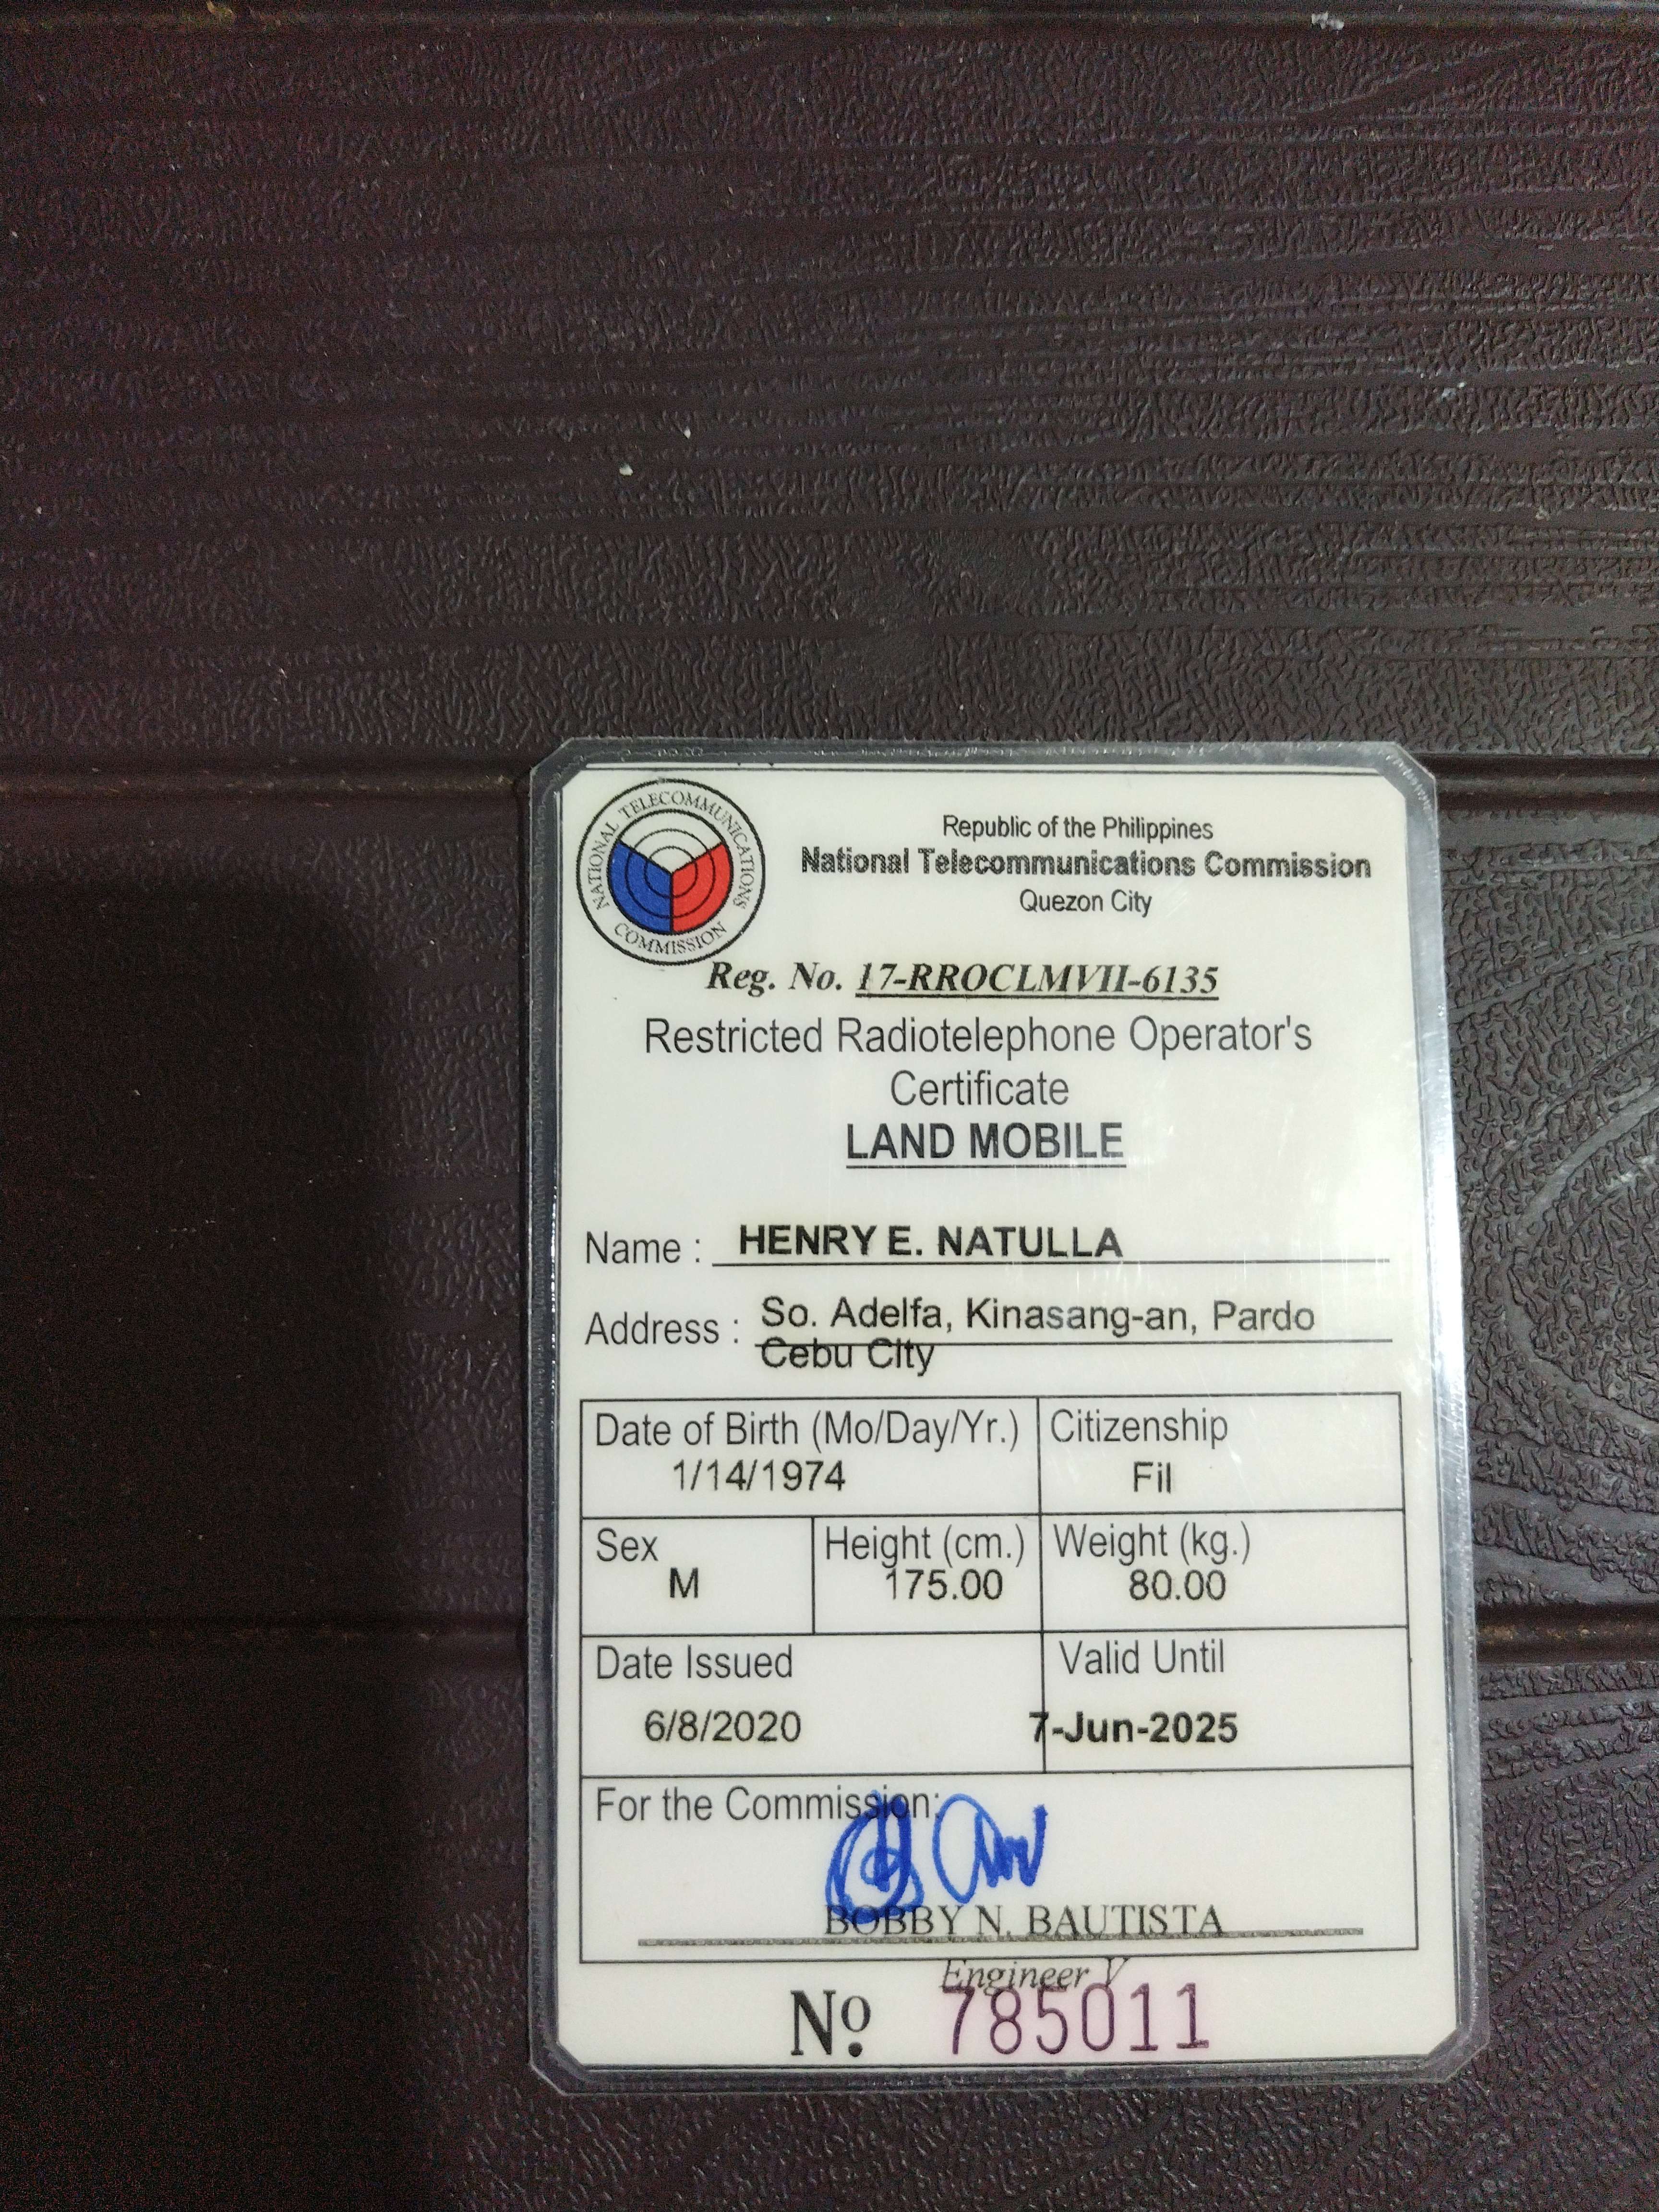 NATIONAL TELECOMMUNICATIONS COMMISSION
Republic of the Philippines
National Telecommunications Commission
Quezon City
Reg. No. 17-RROCLMVII-6135
Restricted Radiotelephone Operator's
Certificate
LAND MOBILE
Name : HENRY E. NATULLA
Address : So. Adelfa, Kinasang-an, Pardo
Cebu City
Date of Birth (Mo/Day/Yr.) Citizenship
1/14/1974 Fil
Sex Height (cm.) Weight (kg.)
M 175.00 80.00
Date Issued Valid Until
6/8/2020 7-Jun-2025
For the Commission:
BOBBY N. BAUTISTA
Engineer V
Nº 785011